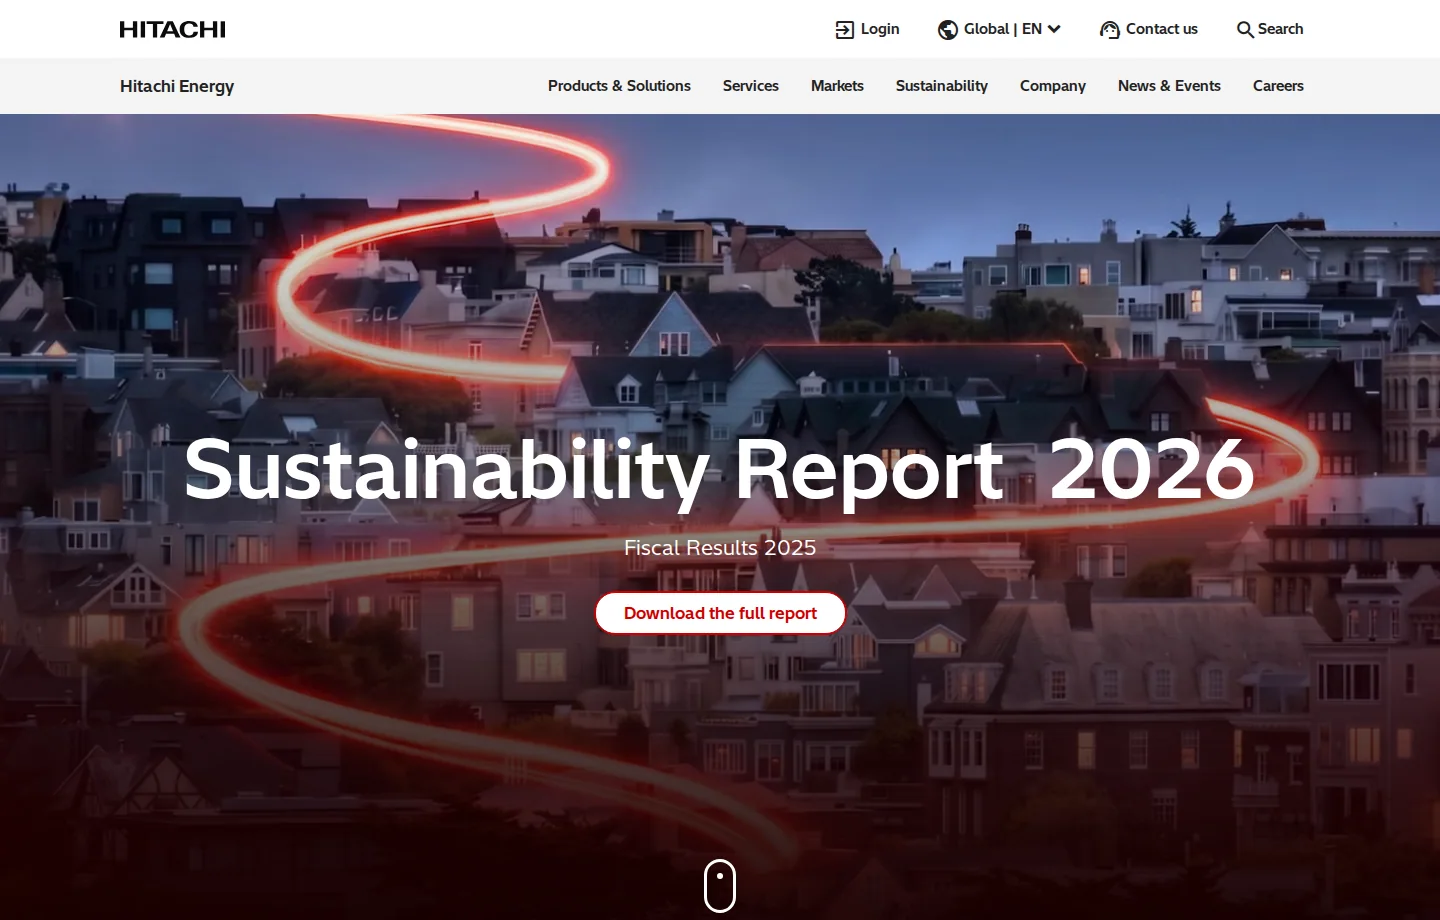 HITACHI
Login
Global | EN
Contact us
Search
Hitachi Energy
Products & Solutions
Services
Markets
Sustainability
Company
News & Events
Careers
Sustainability Report 2026
Fiscal Results 2025
Download the full report